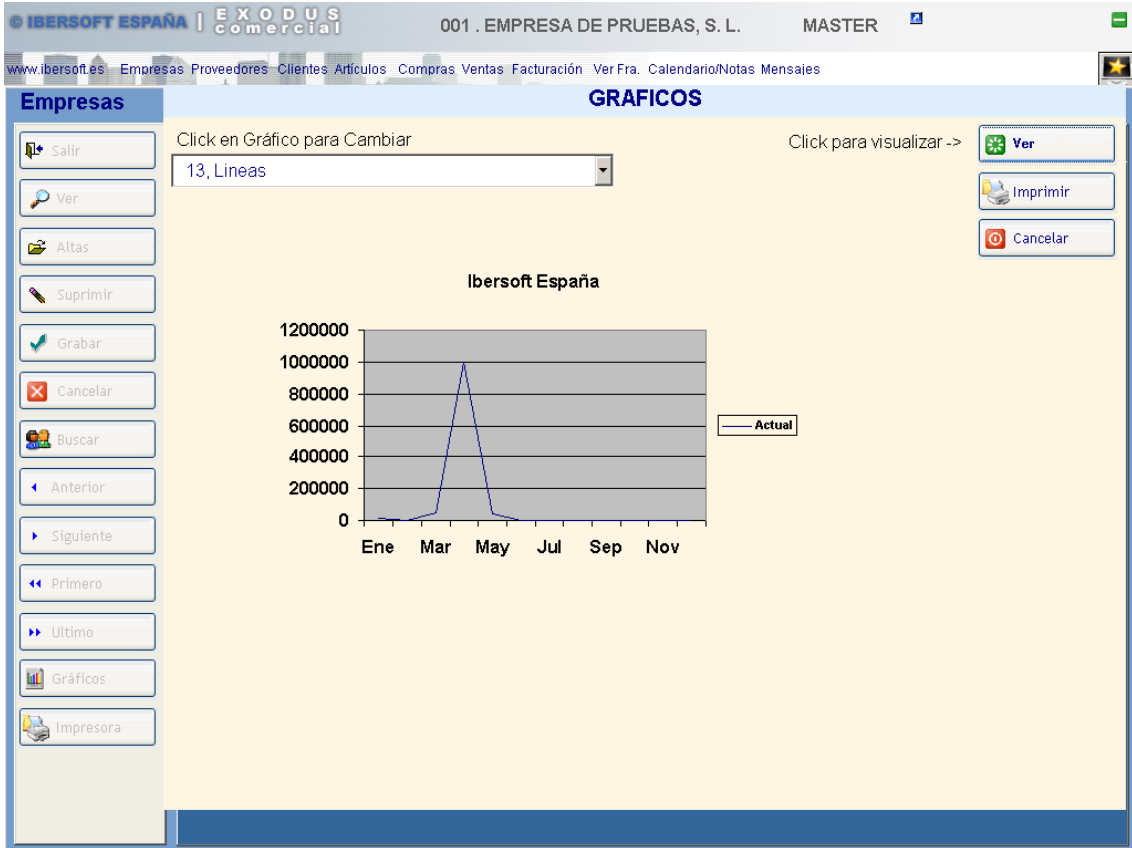 © IBERSOFT ESPAÑA | EXODUS comercial 001 . EMPRESA DE PRUEBAS, S. L. MASTER
www.ibersoft.es Empresas Proveedores Clientes Artículos Compras Ventas Facturación Ver Fra. Calendario/Notas Mensajes
Empresas
GRAFICOS
Salir
Ver
Altas
Suprimir
Grabar
Cancelar
Buscar
Anterior
Siguiente
Primero
Ultimo
Gráficos
Impresora
Click en Gráfico para Cambiar
13, Lineas
Click para visualizar ->
Ver
Imprimir
Cancelar
Ibersoft España
1200000
1000000
800000
600000
400000
200000
0
Ene Mar May Jul Sep Nov
Actual